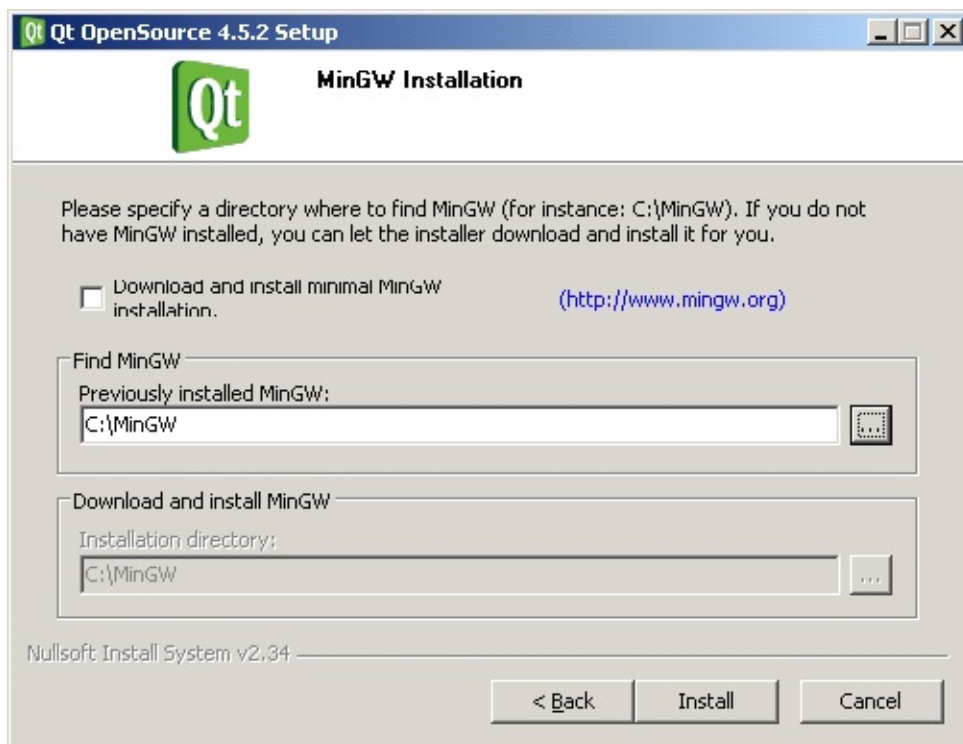 Qt Qt OpenSource 4.5.2 Setup
Qt
MinGW Installation
Please specify a directory where to find MinGW (for instance: C:\MinGW). If you do not
have MinGW installed, you can let the installer download and install it for you.
Download and install minimal MinGW
installation.
(http://www.mingw.org)
Find MinGW
Previously installed MinGW:
C:\MinGW
...
Download and install MinGW
Installation directory:
C:\MinGW
...
Nullsoft Install System v2.34
< Back
Install
Cancel